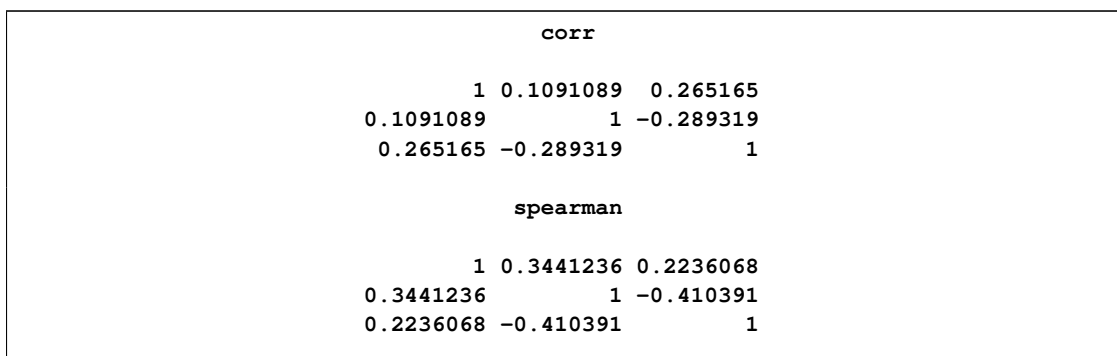 corr
1 0.1091089 0.265165
0.1091089 1 -0.289319
0.265165 -0.289319 1
spearman
1 0.3441236 0.2236068
0.3441236 1 -0.410391
0.2236068 -0.410391 1